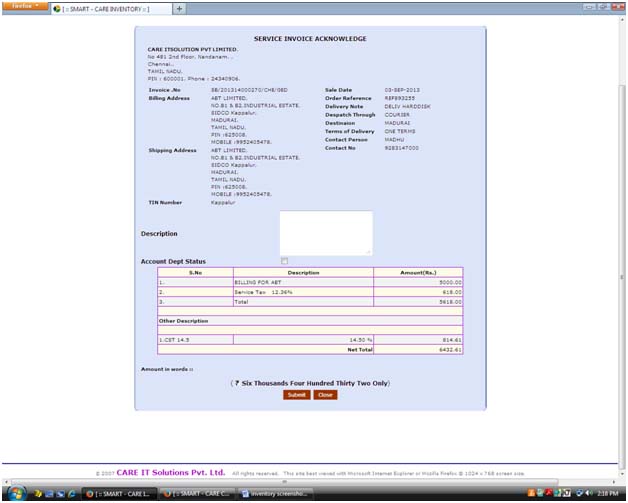 Firefox
[ :: SMART - CARE INVENTORY :: ]
SERVICE INVOICE ACKNOWLEDGE
CARE ITSOLUTION PVT LIMITED.
No 481 2nd Floor, Nandanam. .
Chennai..
TAMIL NADU.
PIN : 600001. Phone : 24340906.
Invoice .No SB/201314000270/CHE/GED
Sale Date 03-SEP-2013
Billing Address ABT LIMITED,
Order Reference REF893255
NO.B1 & B2,INDUSTRIAL ESTATE.
Delivery Note DELIV HARDDISK
SIDCO Kappalur.
Despatch Through COURIER
MADURAI.
Destinaion MADURAI
TAMIL NADU.
Terms of Delivery ONE TERMS
PIN :625008.
Contact Person MADHU
MOBILE :9952405478.
Contact No 9283147000
Shipping Address ABT LIMITED,
NO.B1 & B2,INDUSTRIAL ESTATE.
SIDCO Kappalur.
MADURAI.
TAMIL NADU.
PIN :625008.
MOBILE :9952405478.
TIN Number Kappalur
Description
Account Dept Status
S.No Description Amount(Rs.)
1. BILLING FOR ABT 5000.00
2. Service Tax 12.36% 618.00
3. Total 5618.00
Other Description
1.CST 14.5 14.50 % 814.61
Net Total 6432.61
Amount in words ::
( ₹ Six Thousands Four Hundred Thirty Two Only)
Submit Close
© 2007 CARE IT Solutions Pvt. Ltd. All rights reserved. This site best viewed with Microsoft Internet Explorer or Mozilla Firefox @ 1024 x 768 screen size.
[ :: SMART - CARE I... [ :: SMART - CARE C... inventory screensho... 2:18 PM